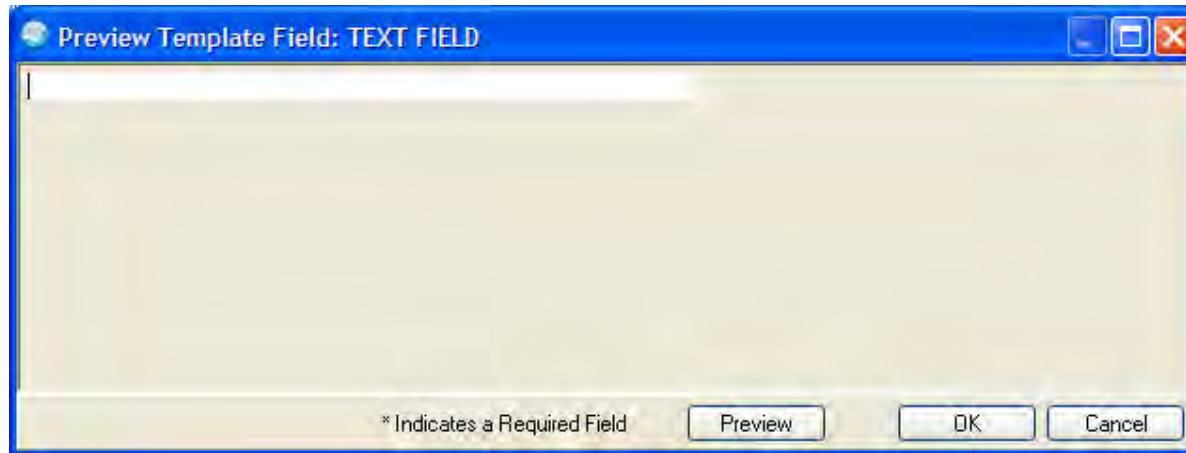 Preview Template Field: TEXT FIELD
* Indicates a Required Field Preview OK Cancel